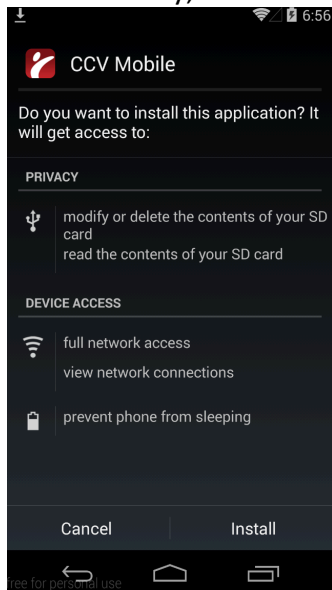 6:56
CCV Mobile
Do you want to install this application? It
will get access to:
PRIVACY
modify or delete the contents of your SD
card
read the contents of your SD card
DEVICE ACCESS
full network access
view network connections
prevent phone from sleeping
Cancel
Install
free for personal use